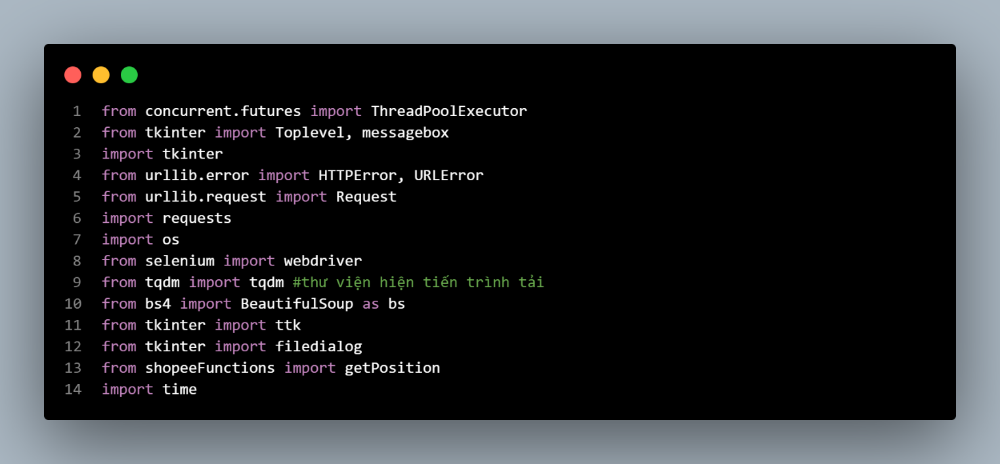 1 from concurrent.futures import ThreadPoolExecutor
2 from tkinter import Toplevel, messagebox
3 import tkinter
4 from urllib.error import HTTPError, URLError
5 from urllib.request import Request
6 import requests
7 import os
8 from selenium import webdriver
9 from tqdm import tqdm #thư viện hiện tiến trình tải
10 from bs4 import BeautifulSoup as bs
11 from tkinter import ttk
12 from tkinter import filedialog
13 from shopeeFunctions import getPosition
14 import time